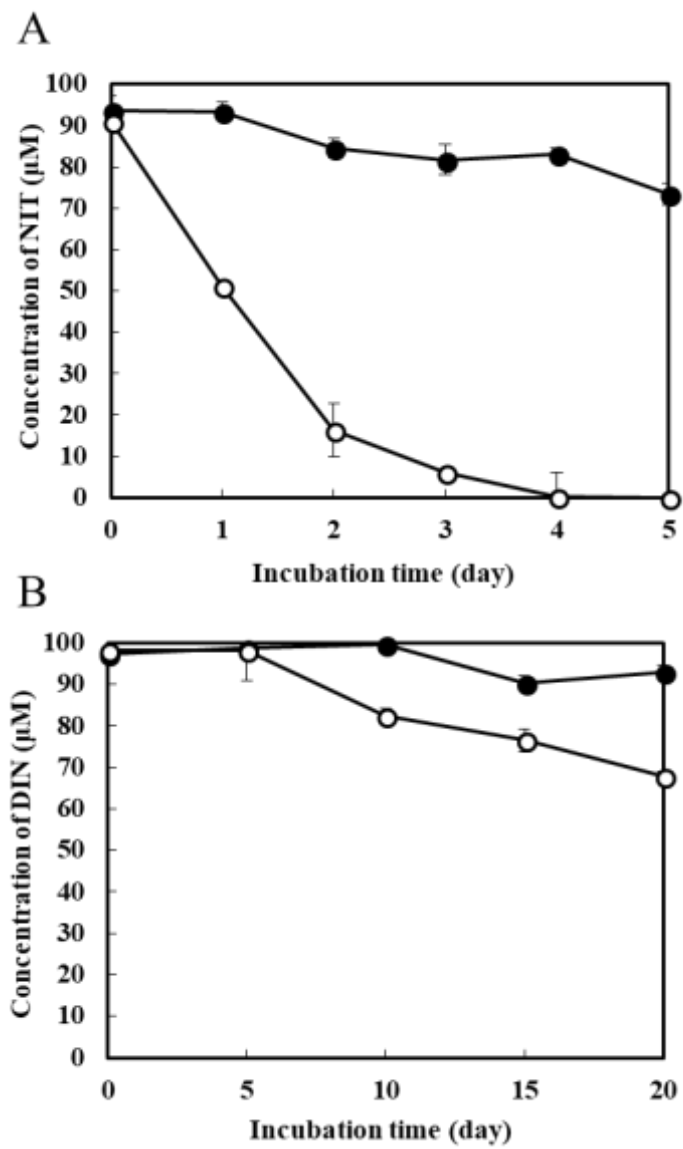 A
Concentration of NIT (μM)
100
90
80
70
60
50
40
30
20
10
0
0 1 2 3 4 5
Incubation time (day)
B
Concentration of DIN (μM)
100
90
80
70
60
50
40
30
20
10
0
0 5 10 15 20
Incubation time (day)